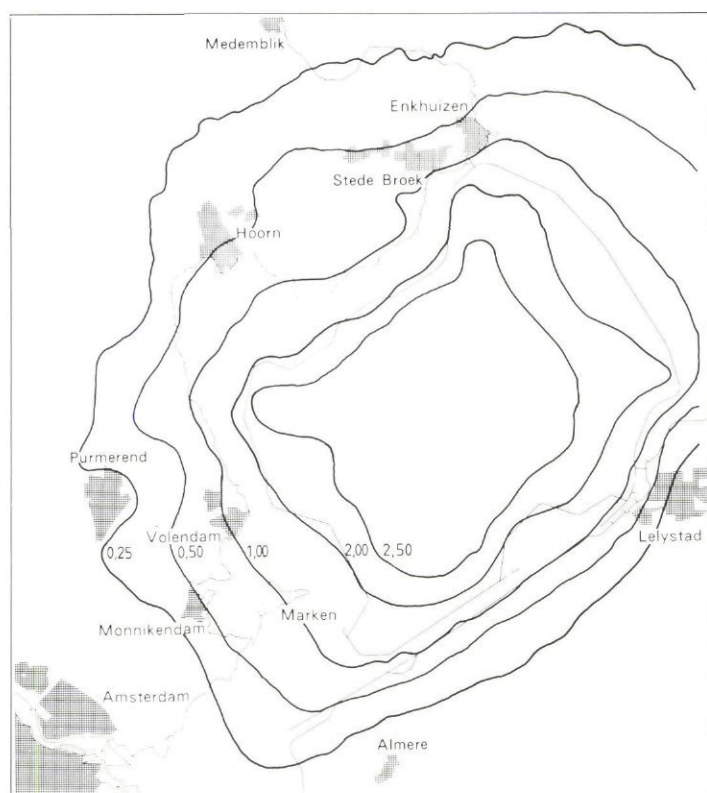 Medemblik
Enkhuizen
Stede Broek
Hoorn
Purmerend
Volendam
0,25
0,50
1,00
2,00
2,50
Lelystad
Marken
Monnikendam
Amsterdam
Almere